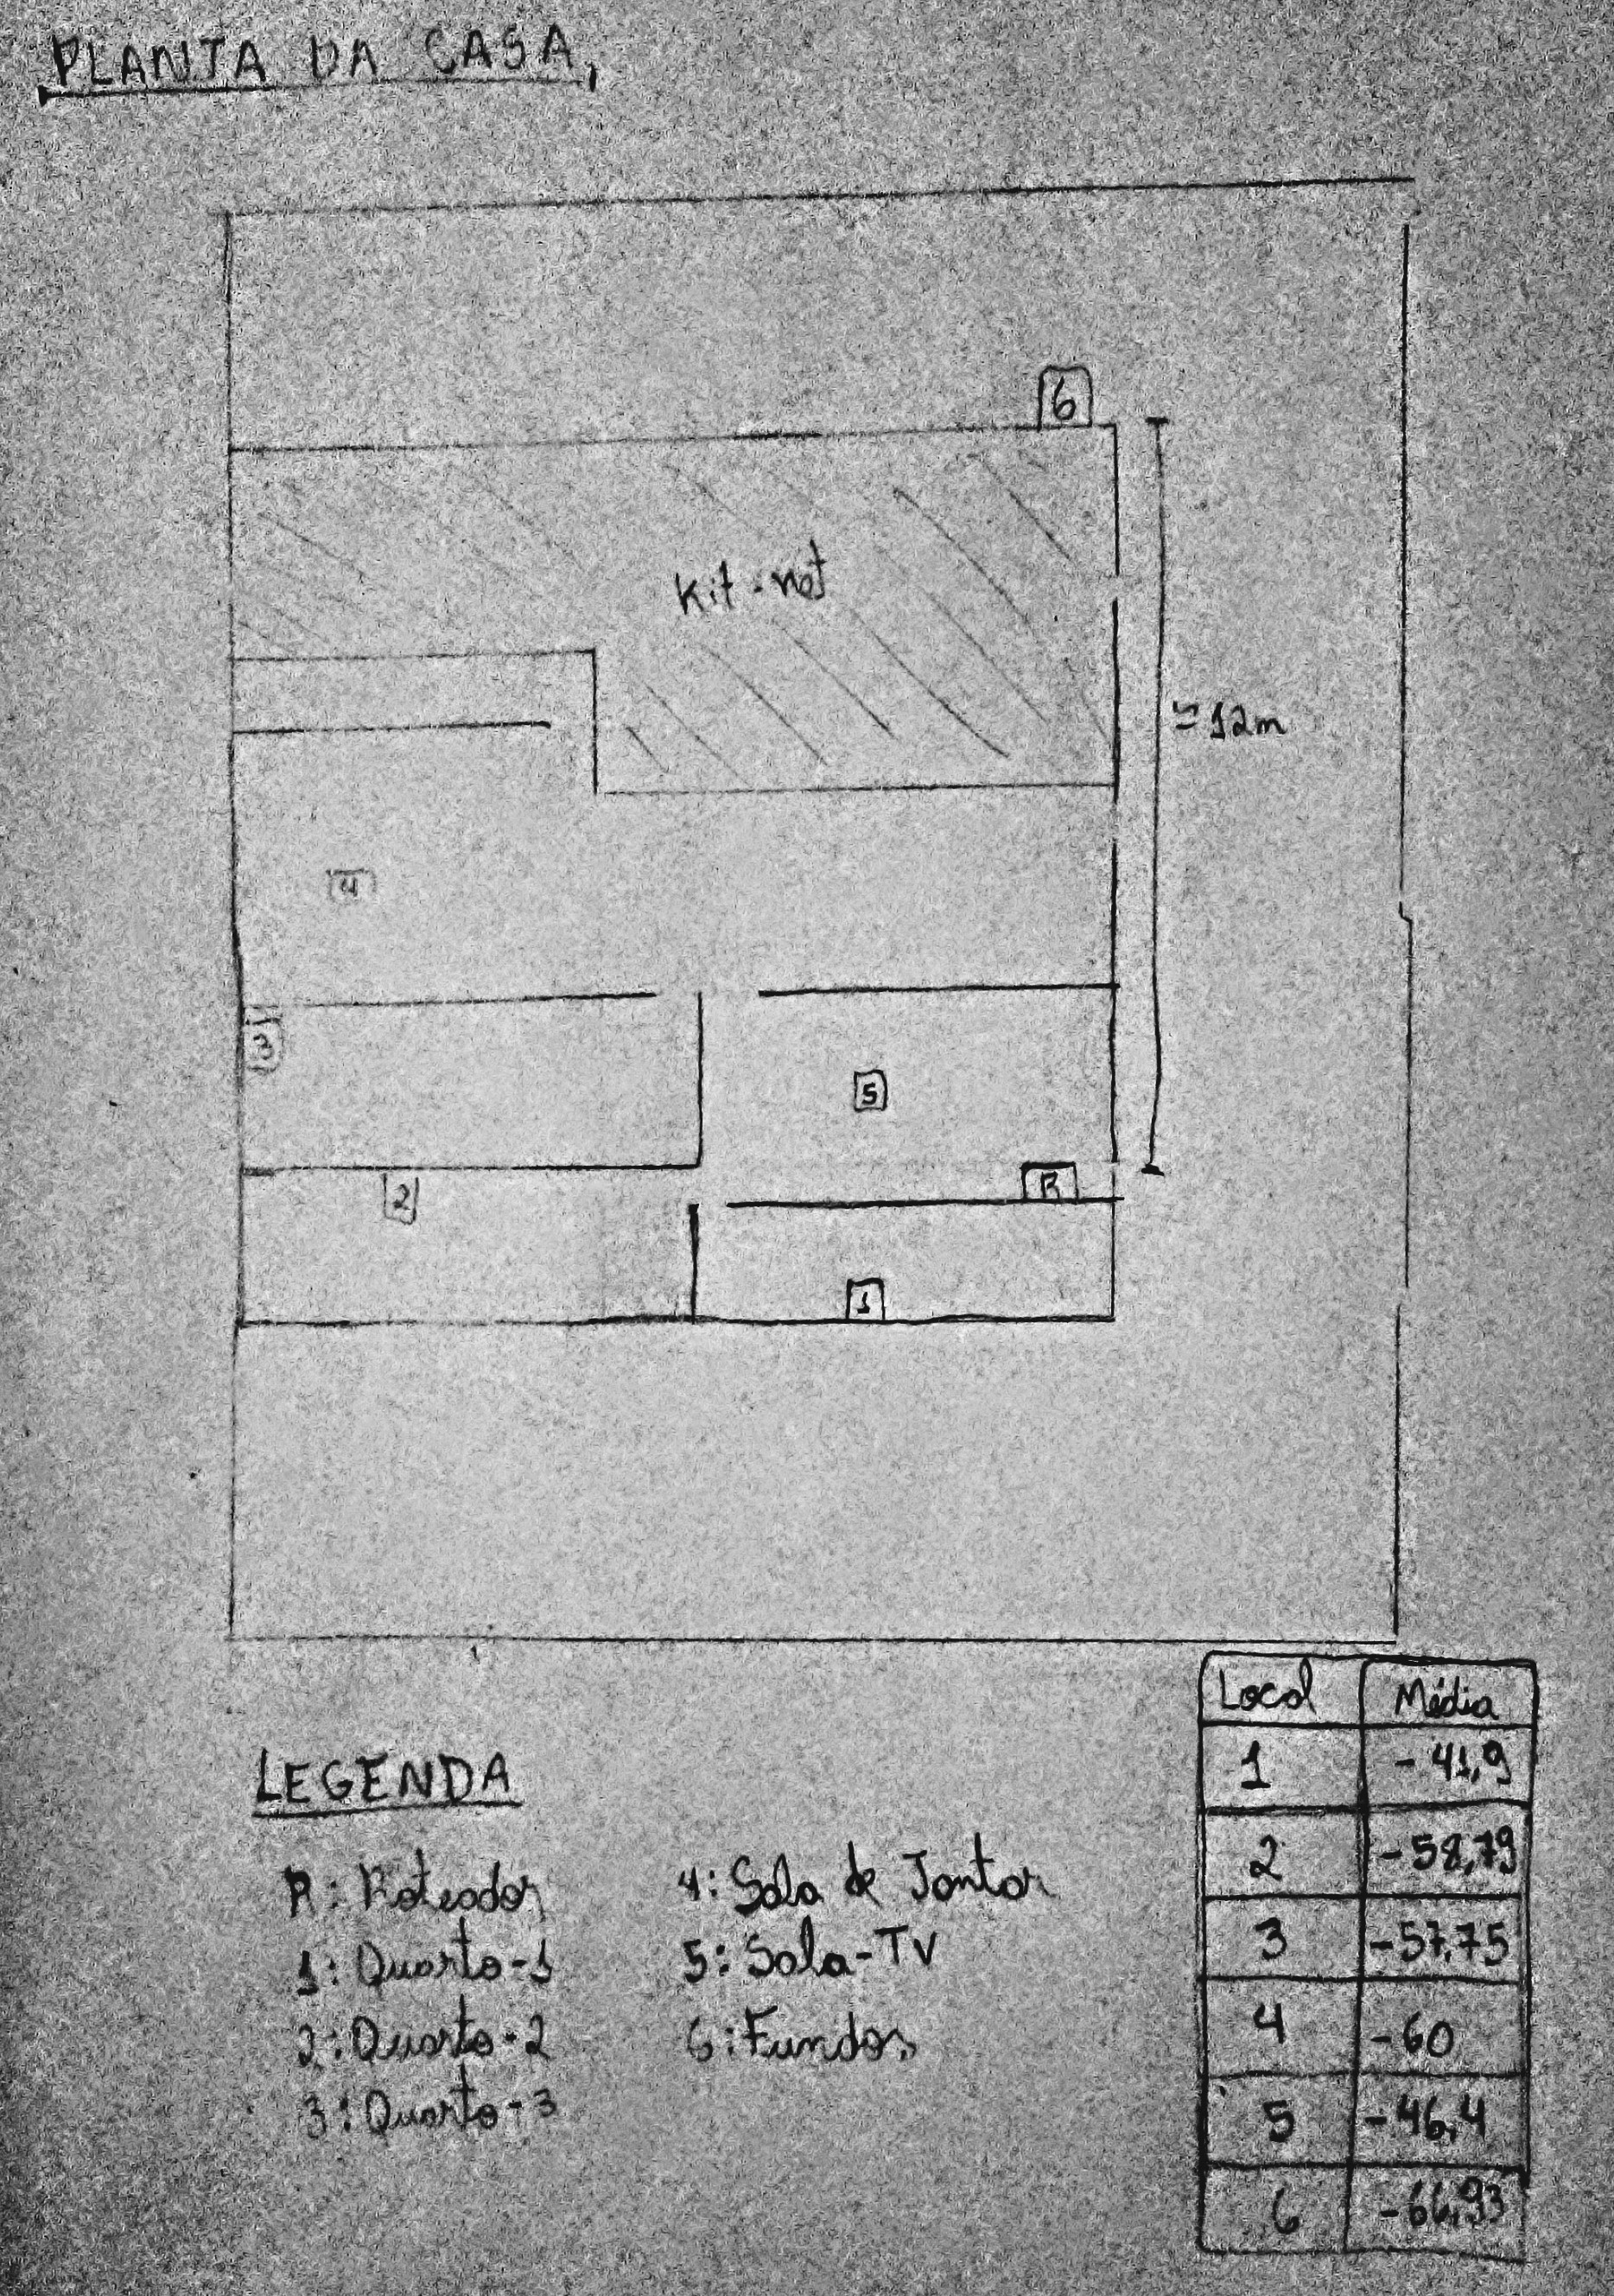 PLANTA DA CASA,
6
Kit-net
≃ 12m
4
3
5
2
R
1
LEGENDA
R: Roteador
1: Quarto-1
2: Quarto-2
3: Quarto-3
4: Sala de Jantar
5: Sala-TV
6: Fundos
Local Média
1 -41,9
2 -58,79
3 -57,75
4 -60
5 -46,4
6 -66,93